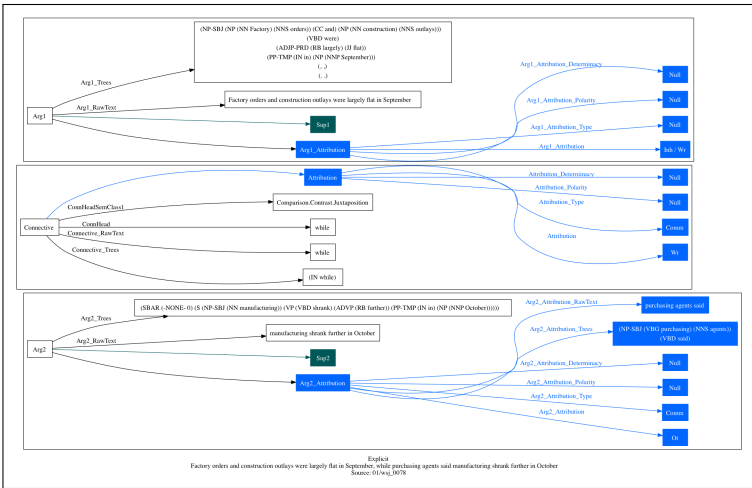 (NP-SBJ (NP (NN Factory) (NNS orders)) (CC and) (NP (NN construction) (NNS outlays)))
(VBD were)
(ADJP-PRD (RB largely) (JJ flat))
(PP-TMP (IN in) (NP (NNP September)))
(, ,)
(. .)
Arg1_Attribution_Determinacy
Null
Arg1_Trees
Arg1_Attribution_Polarity
Null
Arg1_RawText
Factory orders and construction outlays were largely flat in September
Arg1
Sup1
Arg1_Attribution_Type
Null
Arg1_Attribution
Arg1_Attribution
Inh / Wr
Attribution
Attribution_Determinacy
Null
Attribution_Polarity
Null
ConnHeadSemClass1
Comparison.Contrast.Juxtaposition
Attribution_Type
Connective
ConnHead
while
Comm
Connective_RawText
Attribution
while
Wr
Connective_Trees
(IN while)
Arg2_Attribution_RawText
purchasing agents said
(SBAR (-NONE- 0) (S (NP-SBJ (NN manufacturing)) (VP (VBD shrank) (ADVP (RB further)) (PP-TMP (IN in) (NP (NNP October))))))
Arg2_Trees
Arg2_Attribution_Trees
(NP-SBJ (VBG purchasing) (NNS agents))
(VBD said)
Arg2_RawText
manufacturing shrank further in October
Arg2
Sup2
Arg2_Attribution_Determinacy
Null
Arg2_Attribution
Arg2_Attribution_Polarity
Null
Arg2_Attribution_Type
Comm
Arg2_Attribution
Ot
Explicit
Factory orders and construction outlays were largely flat in September, while purchasing agents said manufacturing shrank further in October
Source: 01/wsj_0078